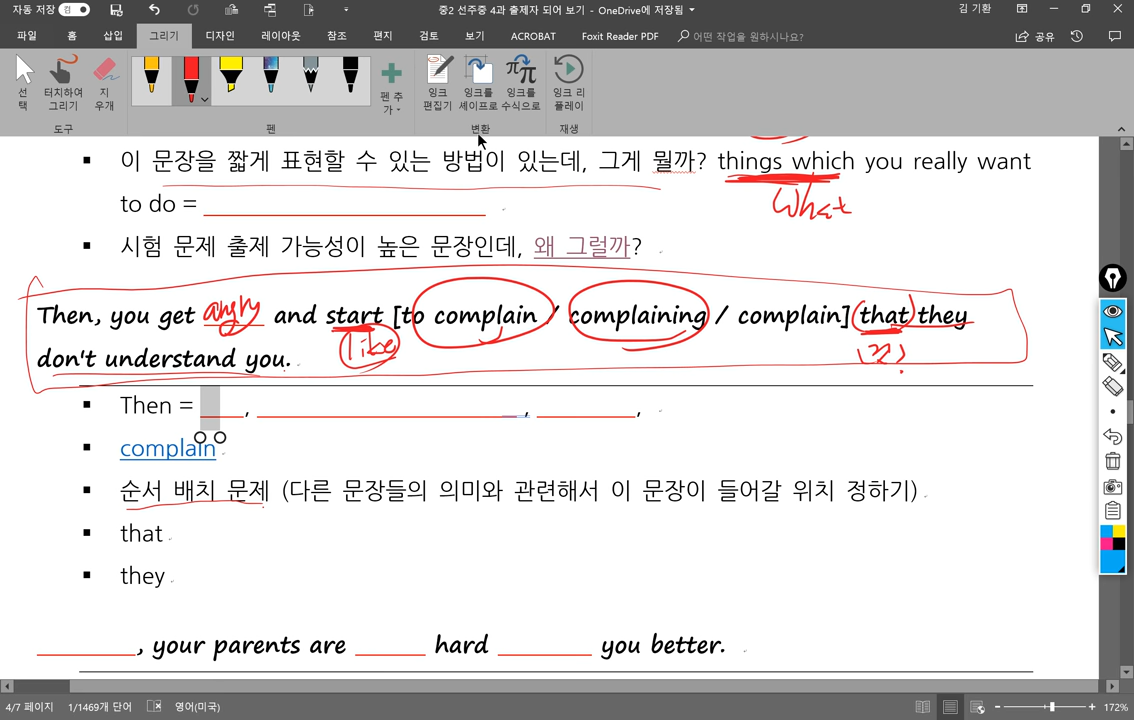 자동 저장 켬 중2 선주중 4과 출제자 되어 보기 - OneDrive에 저장됨 김 기환
파일 홈 삽입 그리기 디자인 레이아웃 참조 편지 검토 보기 ACROBAT Foxit Reader PDF 어떤 작업을 원하시나요? 공유
선택 터치하여 그리기 지우개 펜 추가 잉크 편집기 잉크를 셰이프로 잉크를 수식으로 잉크 리플레이
도구 펜 변환 재생
▪ 이 문장을 짧게 표현할 수 있는 방법이 있는데, 그게 뭘까? things which you really want
to do = ____________
What
▪ 시험 문제 출제 가능성이 높은 문장인데, 왜 그럴까?
Then, you get angry and start [to complain / complaining / complain] that they
like
don't understand you.
▪ Then = ____, ____________, ______,
▪ complain
▪ 순서 배치 문제 (다른 문장들의 의미와 관련해서 이 문장이 들어갈 위치 정하기)
▪ that
▪ they
________, your parents are ______ hard ________ you better.
4/7 페이지 1/1469개 단어 영어(미국) 172%